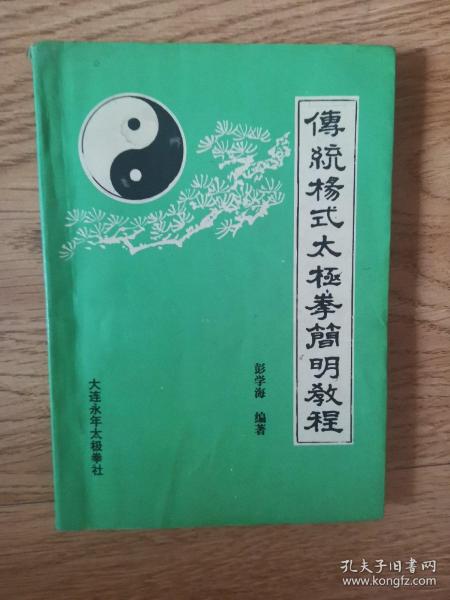 傳統楊式太極拳簡明教程
彭学海 编著
大连永年太极拳社
孔夫子旧书网
www.kongfz.com